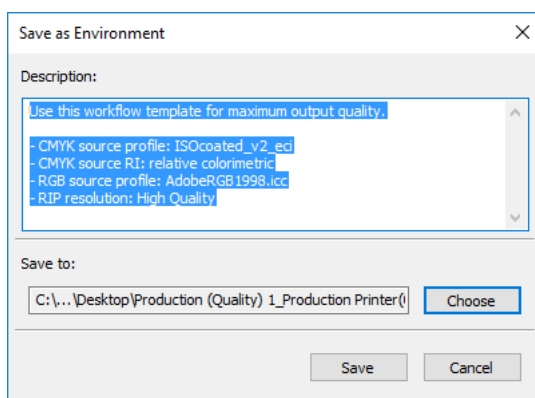 Save as Environment
Description:
Use this workflow template for maximum output quality.
- CMYK source profile: ISOcoated_v2_eci
- CMYK source RI: relative colorimetric
- RGB source profile: AdobeRGB1998.icc
- RIP resolution: High Quality
Save to:
C:\...\Desktop\Production (Quality) 1_Production Printer(
Choose
Save Cancel